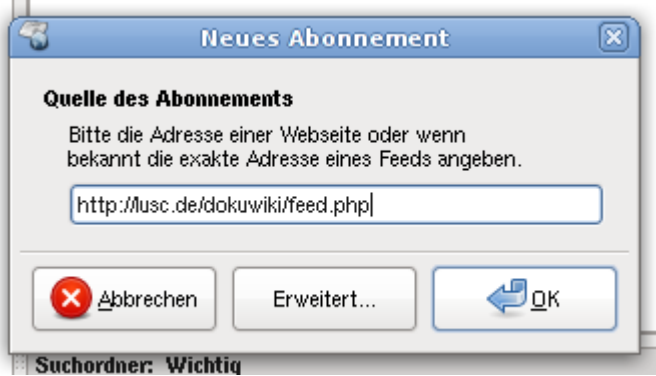 Neues Abonnement
Quelle des Abonnements
Bitte die Adresse einer Webseite oder wenn
bekannt die exakte Adresse eines Feeds angeben.
http://lusc.de/dokuwiki/feed.php
Abbrechen Erweitert... OK
Suchordner: Wichtig